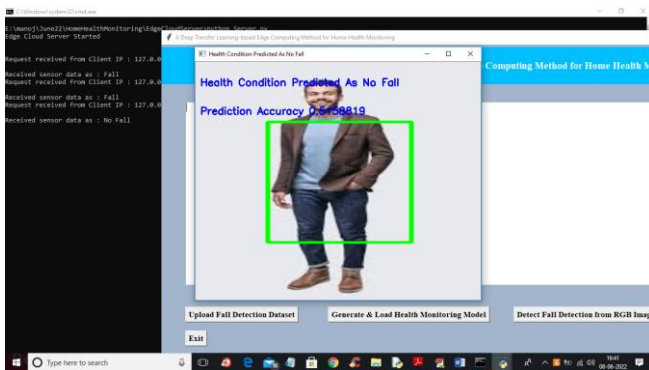 C:\Windows\system32\cmd.exe
E:\manoj\June22\HomeHealthMonitoring\EdgeCloudServer>python Server.py
Edge Cloud Server Started
Request received from Client IP : 127.0.0
Received sensor data as : Fall
Request received from Client IP : 127.0.0
Received sensor data as : Fall
Request received from Client IP : 127.0.0
Received sensor data as : No Fall
A Deep Transfer Learning-based Edge Computing Method for Home Health Monitoring
Computing Method for Home Health M
Health Condition Predicted As No Fall
Health Condition Predicted As No Fall
Prediction Accuracy 0.5158819
Upload Fall Detection Dataset
Generate & Load Health Monitoring Model
Detect Fall Detection from RGB Imag
Exit
Type here to search
16:41
08-06-2022